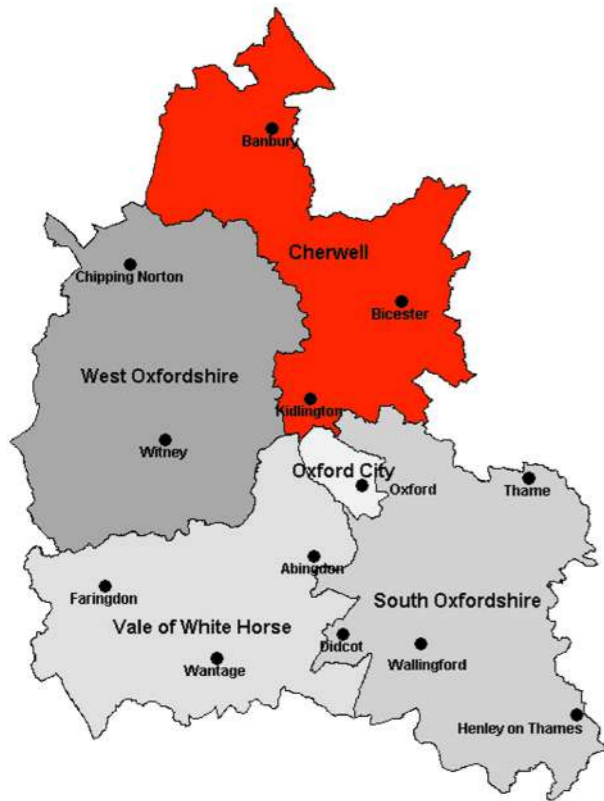 Banbury
Cherwell
Chipping Norton
Bicester
West Oxfordshire
Kidlington
Witney
Oxford City
Oxford
Thame
Abingdon
Faringdon
South Oxfordshire
Vale of White Horse
Didcot
Wallingford
Wantage
Henley on Thames